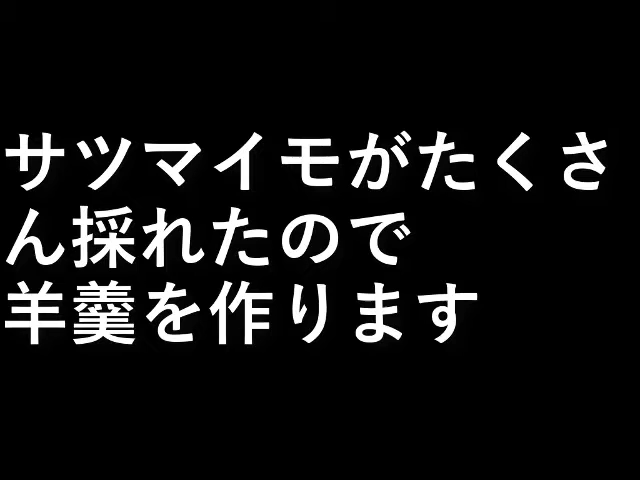 サツマイモがたくさ
ん採れたので
羊羹を作ります